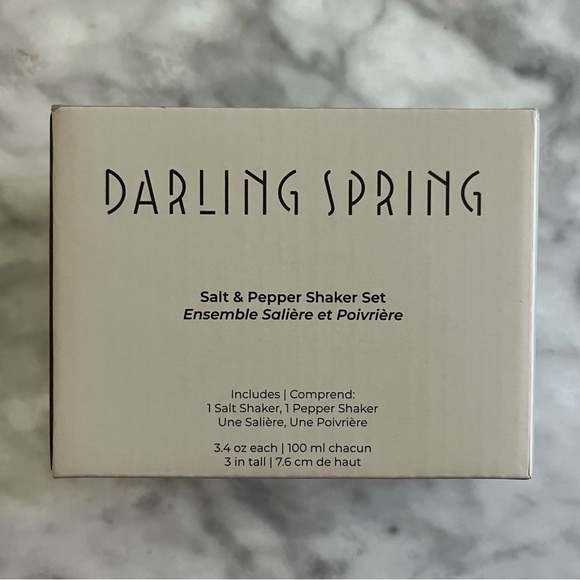 DARLING SPRING
Salt & Pepper Shaker Set
Ensemble Salière et Poivrière
Includes | Comprend:
1 Salt Shaker, 1 Pepper Shaker
Une Salière, Une Poivrière
3.4 oz each | 100 ml chacun
3 in tall | 7.6 cm de haut